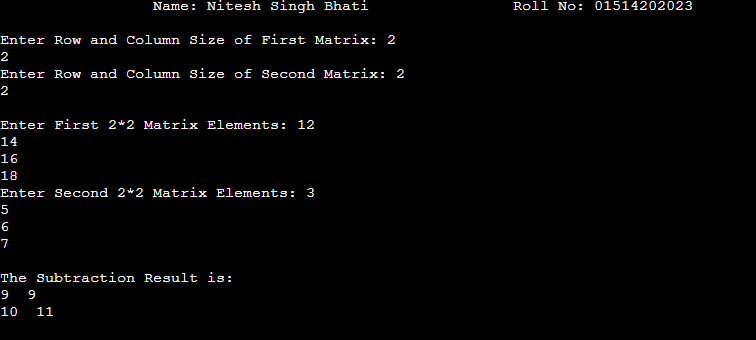 Name: Nitesh Singh Bhati Roll No: 01514202023
Enter Row and Column Size of First Matrix: 2
2
Enter Row and Column Size of Second Matrix: 2
2
Enter First 2*2 Matrix Elements: 12
14
16
18
Enter Second 2*2 Matrix Elements: 3
5
6
7
The Subtraction Result is:
9 9
10 11